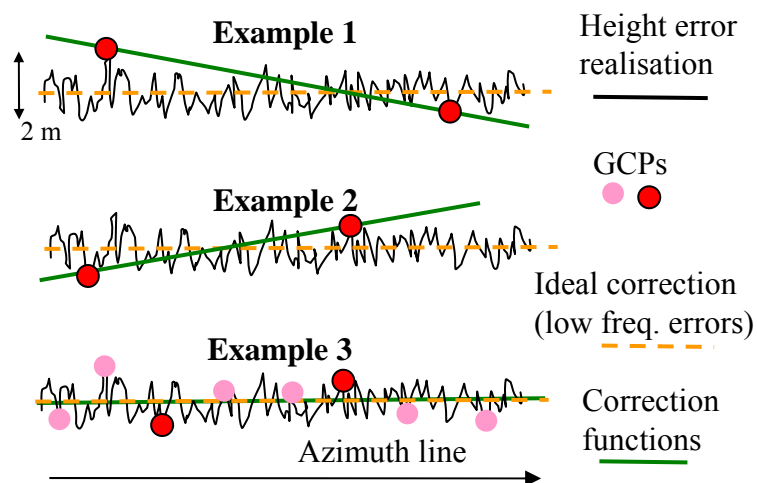 Example 1
2 m
Example 2
Example 3
Azimuth line
Height error
realisation
GCPs
Ideal correction
(low freq. errors)
Correction
functions